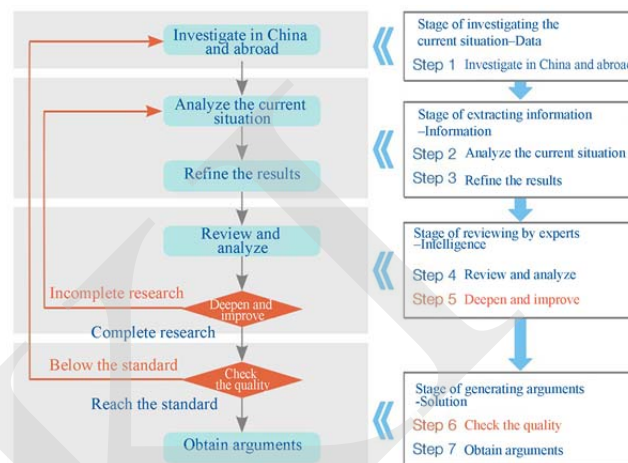 Investigate in China
and abroad
Analyze the current
situation
Refine the results
Review and
analyze
Incomplete research
Deepen and
improve
Complete research
Below the standard
Check
the quality
Reach the standard
Obtain arguments
Stage of investigating the
current situation–Data
Step 1 Investigate in China and abroad
Stage of extracting information
–Information
Step 2 Analyze the current situation
Step 3 Refine the results
Stage of reviewing by experts
–Intelligence
Step 4 Review and analyze
Step 5 Deepen and improve
Stage of generating arguments
-Solution
Step 6 Check the quality
Step 7 Obtain arguments